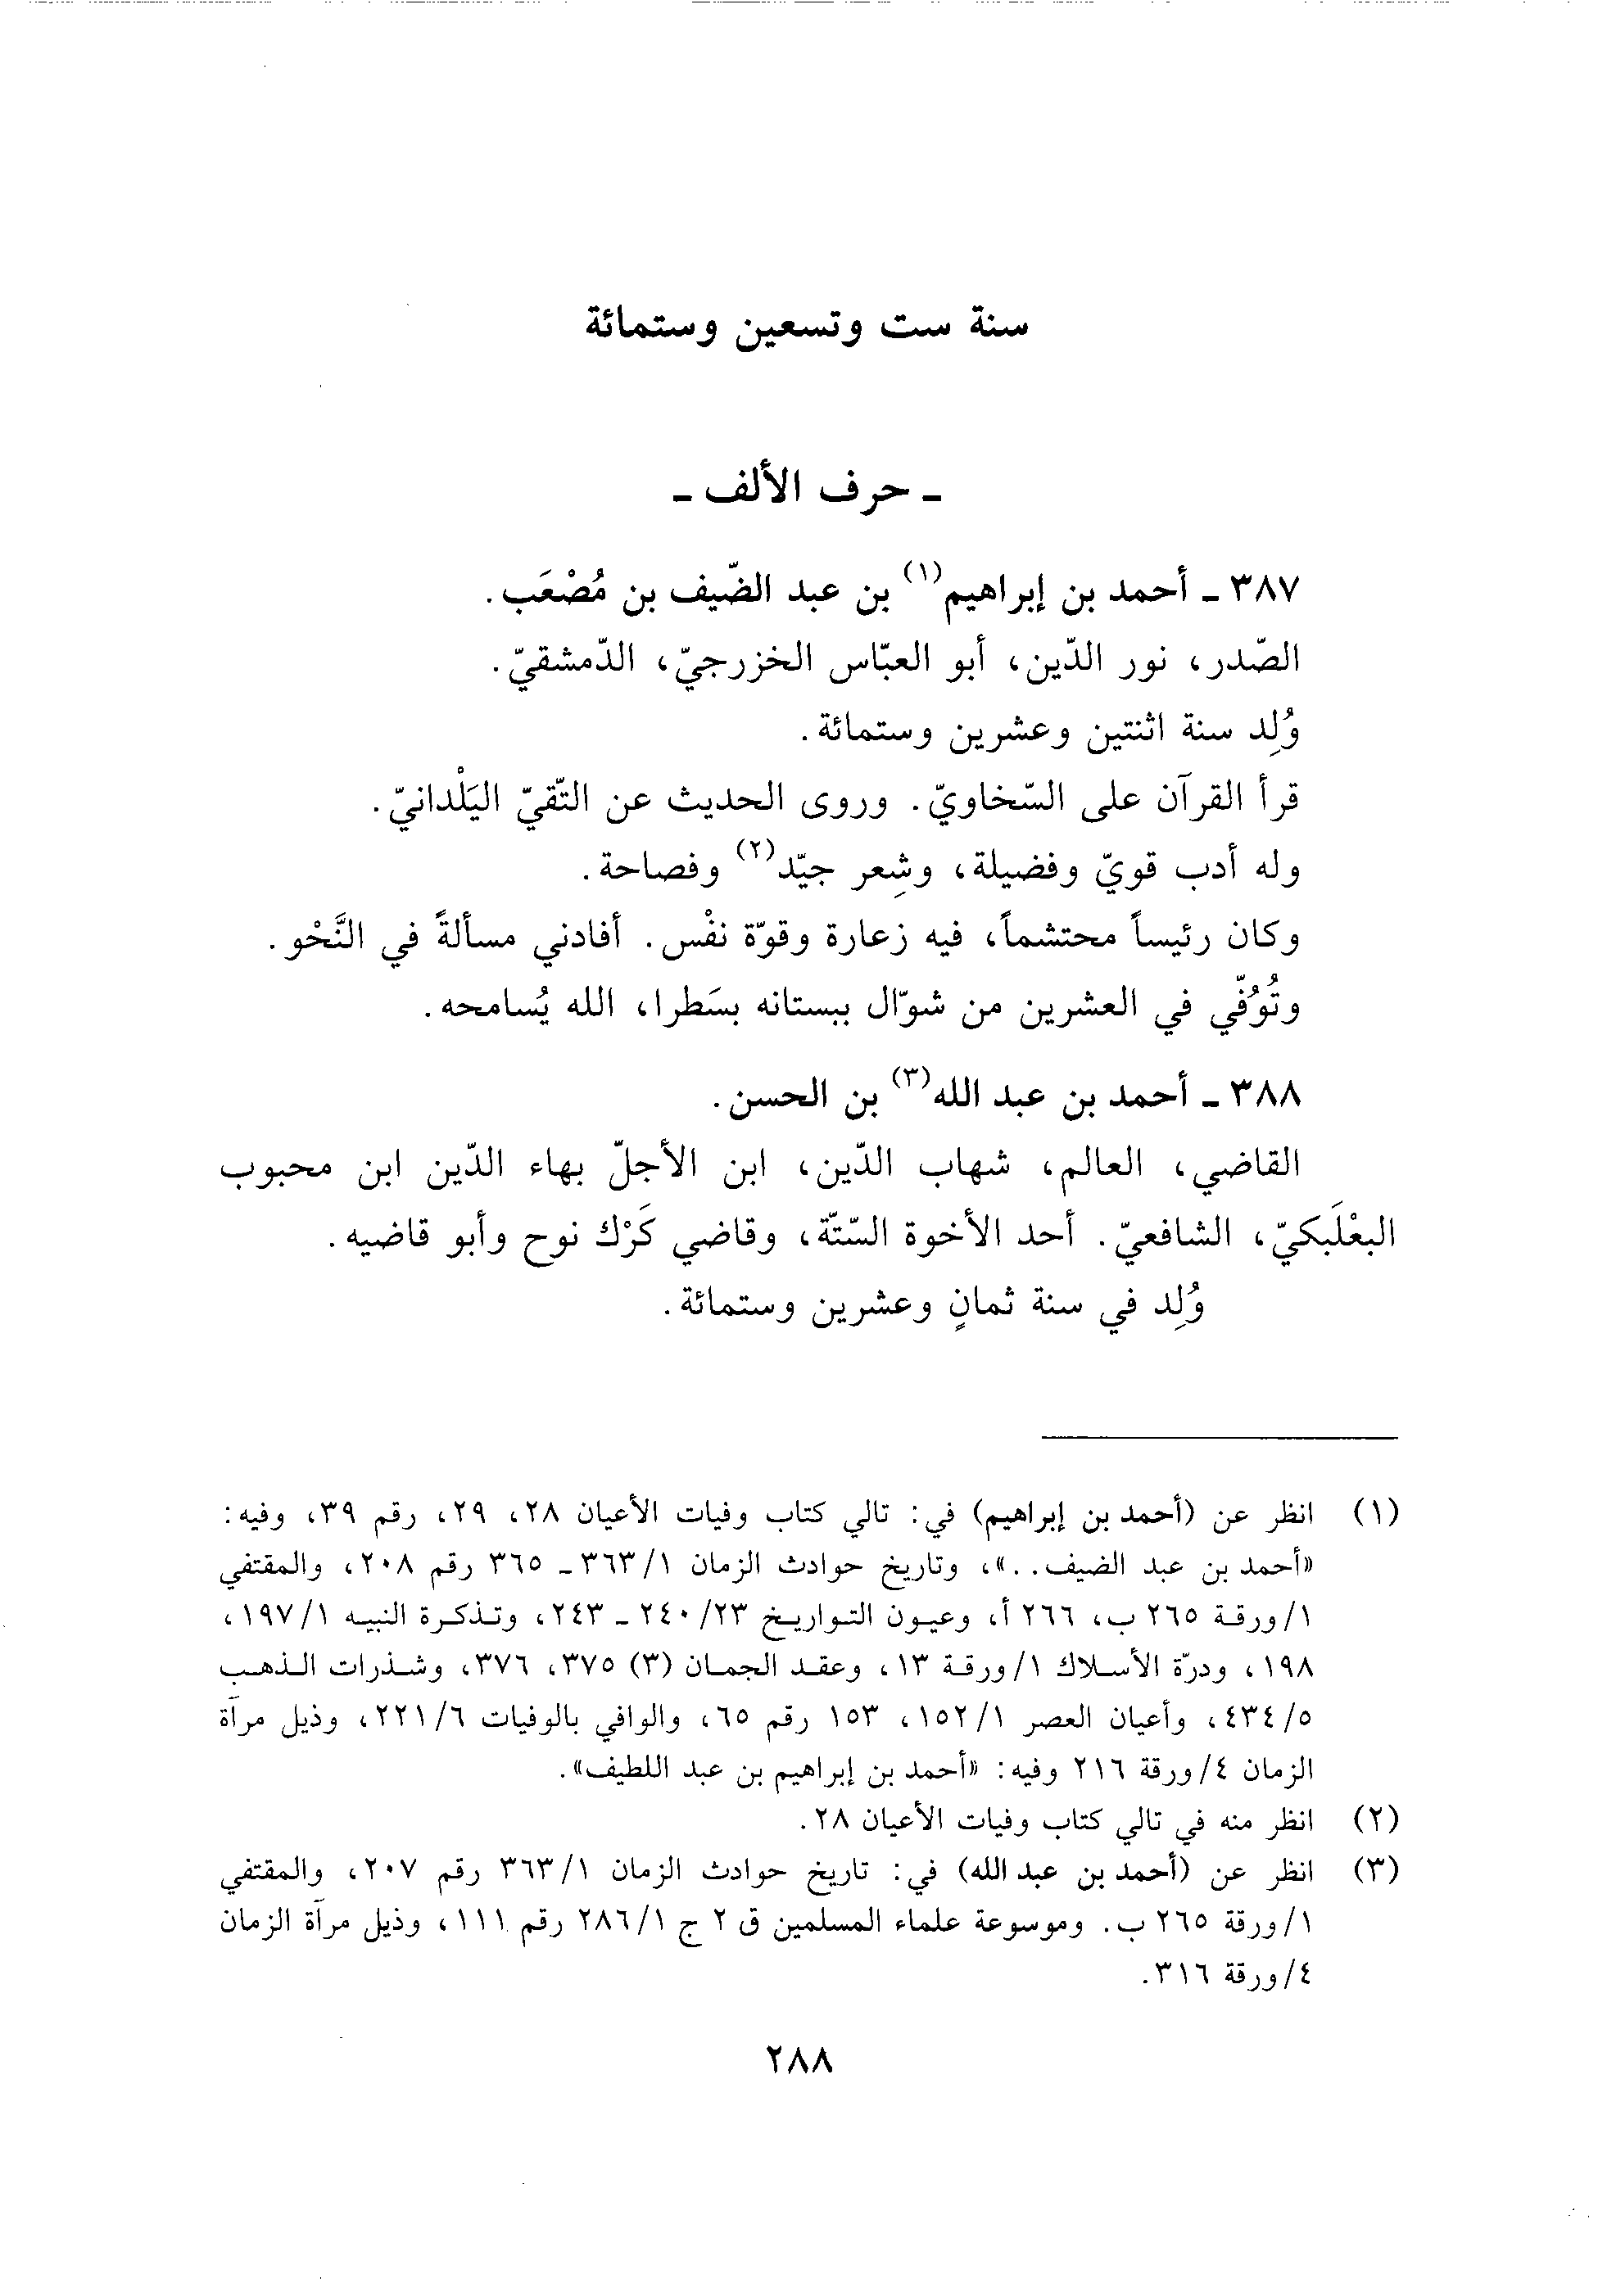 سنة ست وتسعين وستمائة
ـ حرف الألف ـ
٣٨٧ ـ أحمد بن إبراهيم(١) بن عبد الضّيف بن مُصْعَب.
الصّدر، نور الدّين، أبو العبّاس الخزرجيّ، الدّمشقيّ.
وُلِد سنة اثنتين وعشرين وستمائة.
قرأ القرآن على السّخاويّ. وروى الحديث عن التّقيّ اليَلْدانيّ.
وله أدب قويّ وفضيلة، وشِعر جيّد(٢) وفصاحة.
وكان رئيساً محتشماً، فيه زعارة وقوّة نفْس. أفادني مسألةً في النَّحْو.
وتُوُفّي في العشرين من شوّال ببستانه بسَطرا، الله يُسامحه.
٣٨٨ ـ أحمد بن عبد الله(٣) بن الحسن.
القاضي، العالم، شهاب الدّين، ابن الأجلّ بهاء الدّين ابن محبوب
البعْلَبكيّ، الشافعيّ. أحد الأخوة السّتّة، وقاضي كَرْك نوح وأبو قاضيه.
وُلِد في سنة ثمانٍ وعشرين وستمائة.
(١) انظر عن (أحمد بن إبراهيم) في: تالي كتاب وفيات الأعيان ٢٨، ٢٩، رقم ٣٩، وفيه:
«أحمد بن عبد الضيف..»، وتاريخ حوادث الزمان ١/٣٦٣ـ ٣٦٥ رقم ٢٠٨، والمقتفي
١/ورقة ٢٦٥ ب، ٢٦٦ أ، وعيون التواريخ ٢٣/٢٤٠ ـ ٢٤٣، وتذكرة النبيه ١/١٩٧،
١٩٨، ودرّة الأسلاك ١/ورقة ١٣، وعقد الجمان (٣) ٣٧٥، ٣٧٦، وشذرات الذهب
٥/٤٣٤، وأعيان العصر ١/١٥٢، ١٥٣ رقم ٦٥، والوافي بالوفيات ٦/٢٢١، وذيل مرآة
الزمان ٤/ورقة ٢١٦ وفيه: «أحمد بن إبراهيم بن عبد اللطيف».
(٢) انظر منه في تالي كتاب وفيات الأعيان ٢٨.
(٣) انظر عن (أحمد بن عبد الله) في: تاريخ حوادث الزمان ١/٣٦٣ رقم ٢٠٧، والمقتفي
١/ورقة ٢٦٥ ب. وموسوعة علماء المسلمين ق ٢ ج ١/٢٨٦ رقم ١١١، وذيل مرآة الزمان
٤/ورقة ٣١٦.
٢٨٨